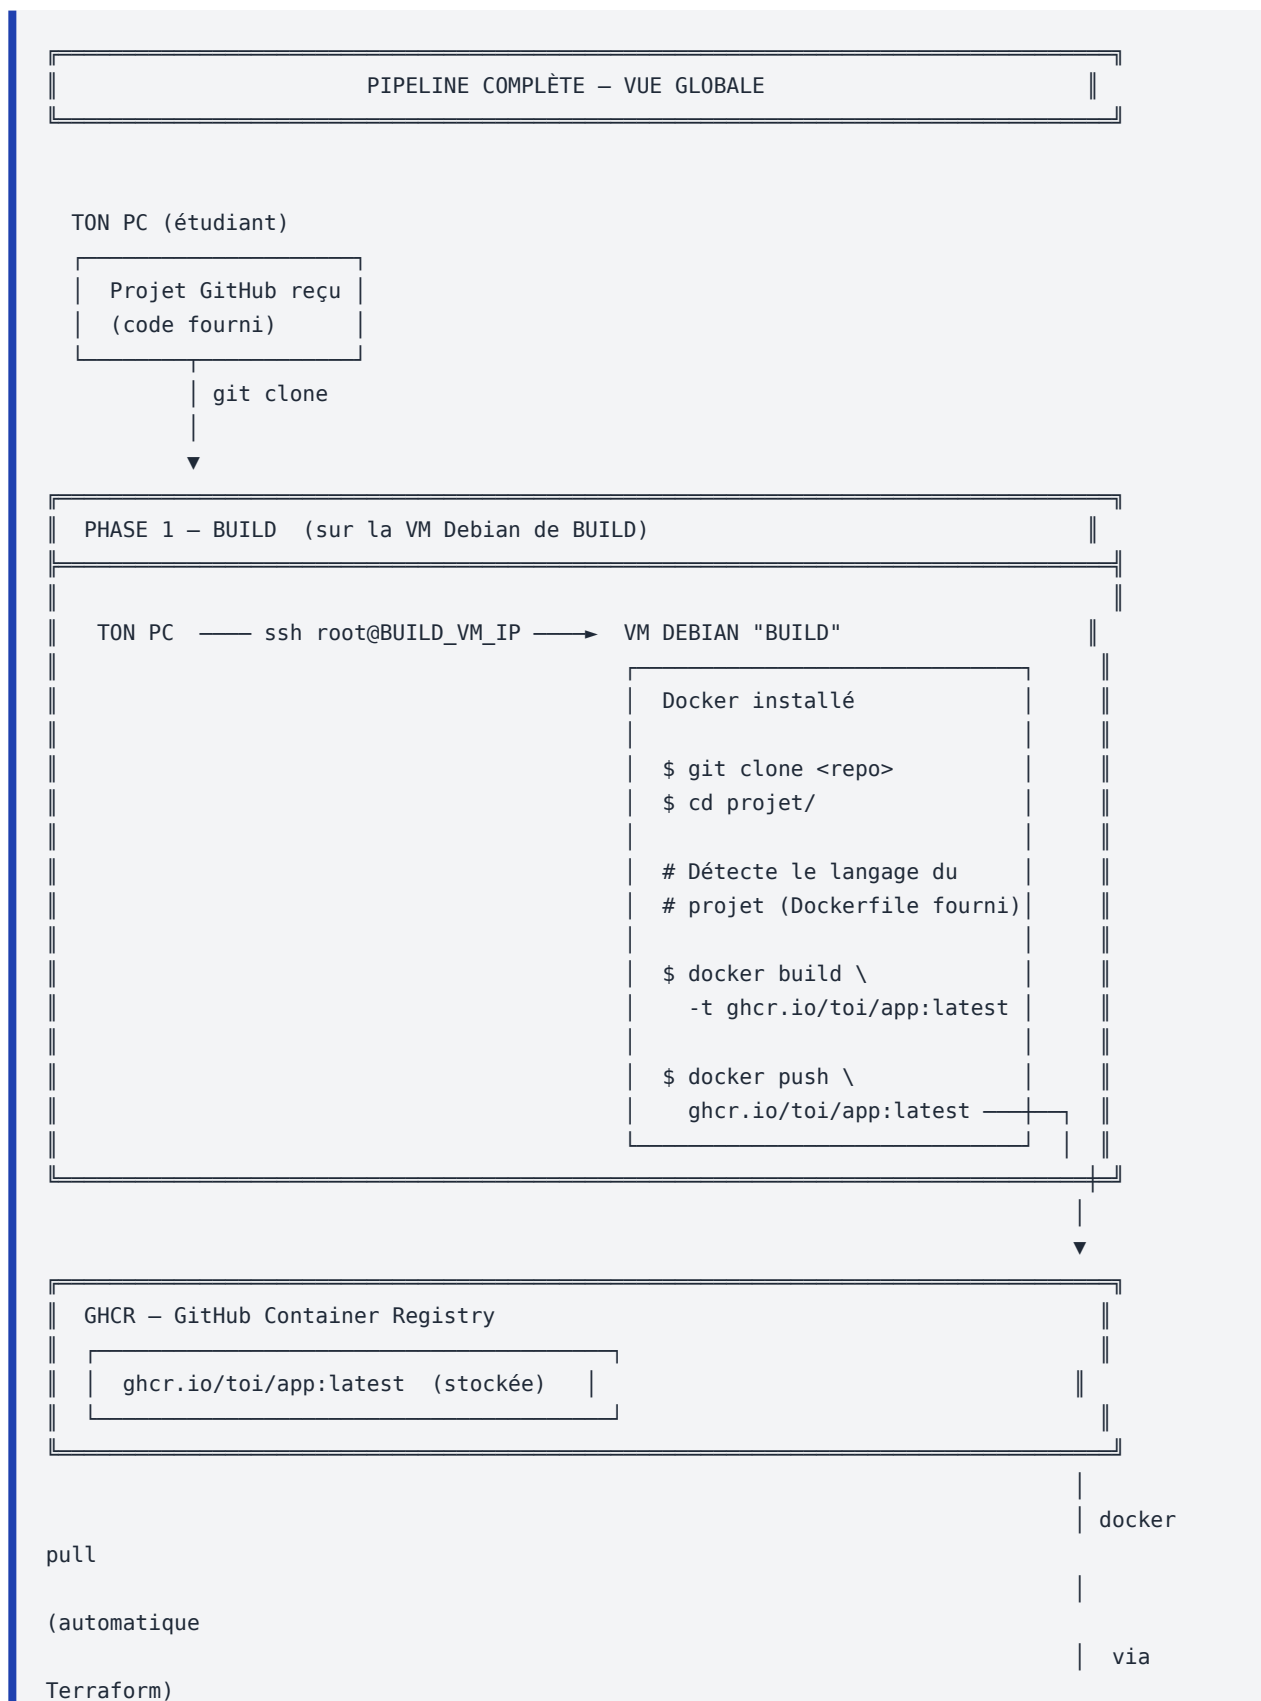 PIPELINE COMPLÈTE — VUE GLOBALE
TON PC (étudiant)
Projet GitHub reçu
(code fourni)
git clone
PHASE 1 — BUILD (sur la VM Debian de BUILD)
TON PC ──── ssh root@BUILD_VM_IP ────► VM DEBIAN "BUILD"
Docker installé
$ git clone <repo>
$ cd projet/
# Détecte le langage du
# projet (Dockerfile fourni)
$ docker build \
-t ghcr.io/toi/app:latest
$ docker push \
ghcr.io/toi/app:latest
GHCR — GitHub Container Registry
ghcr.io/toi/app:latest (stockée)
docker
pull
(automatique
via
Terraform)